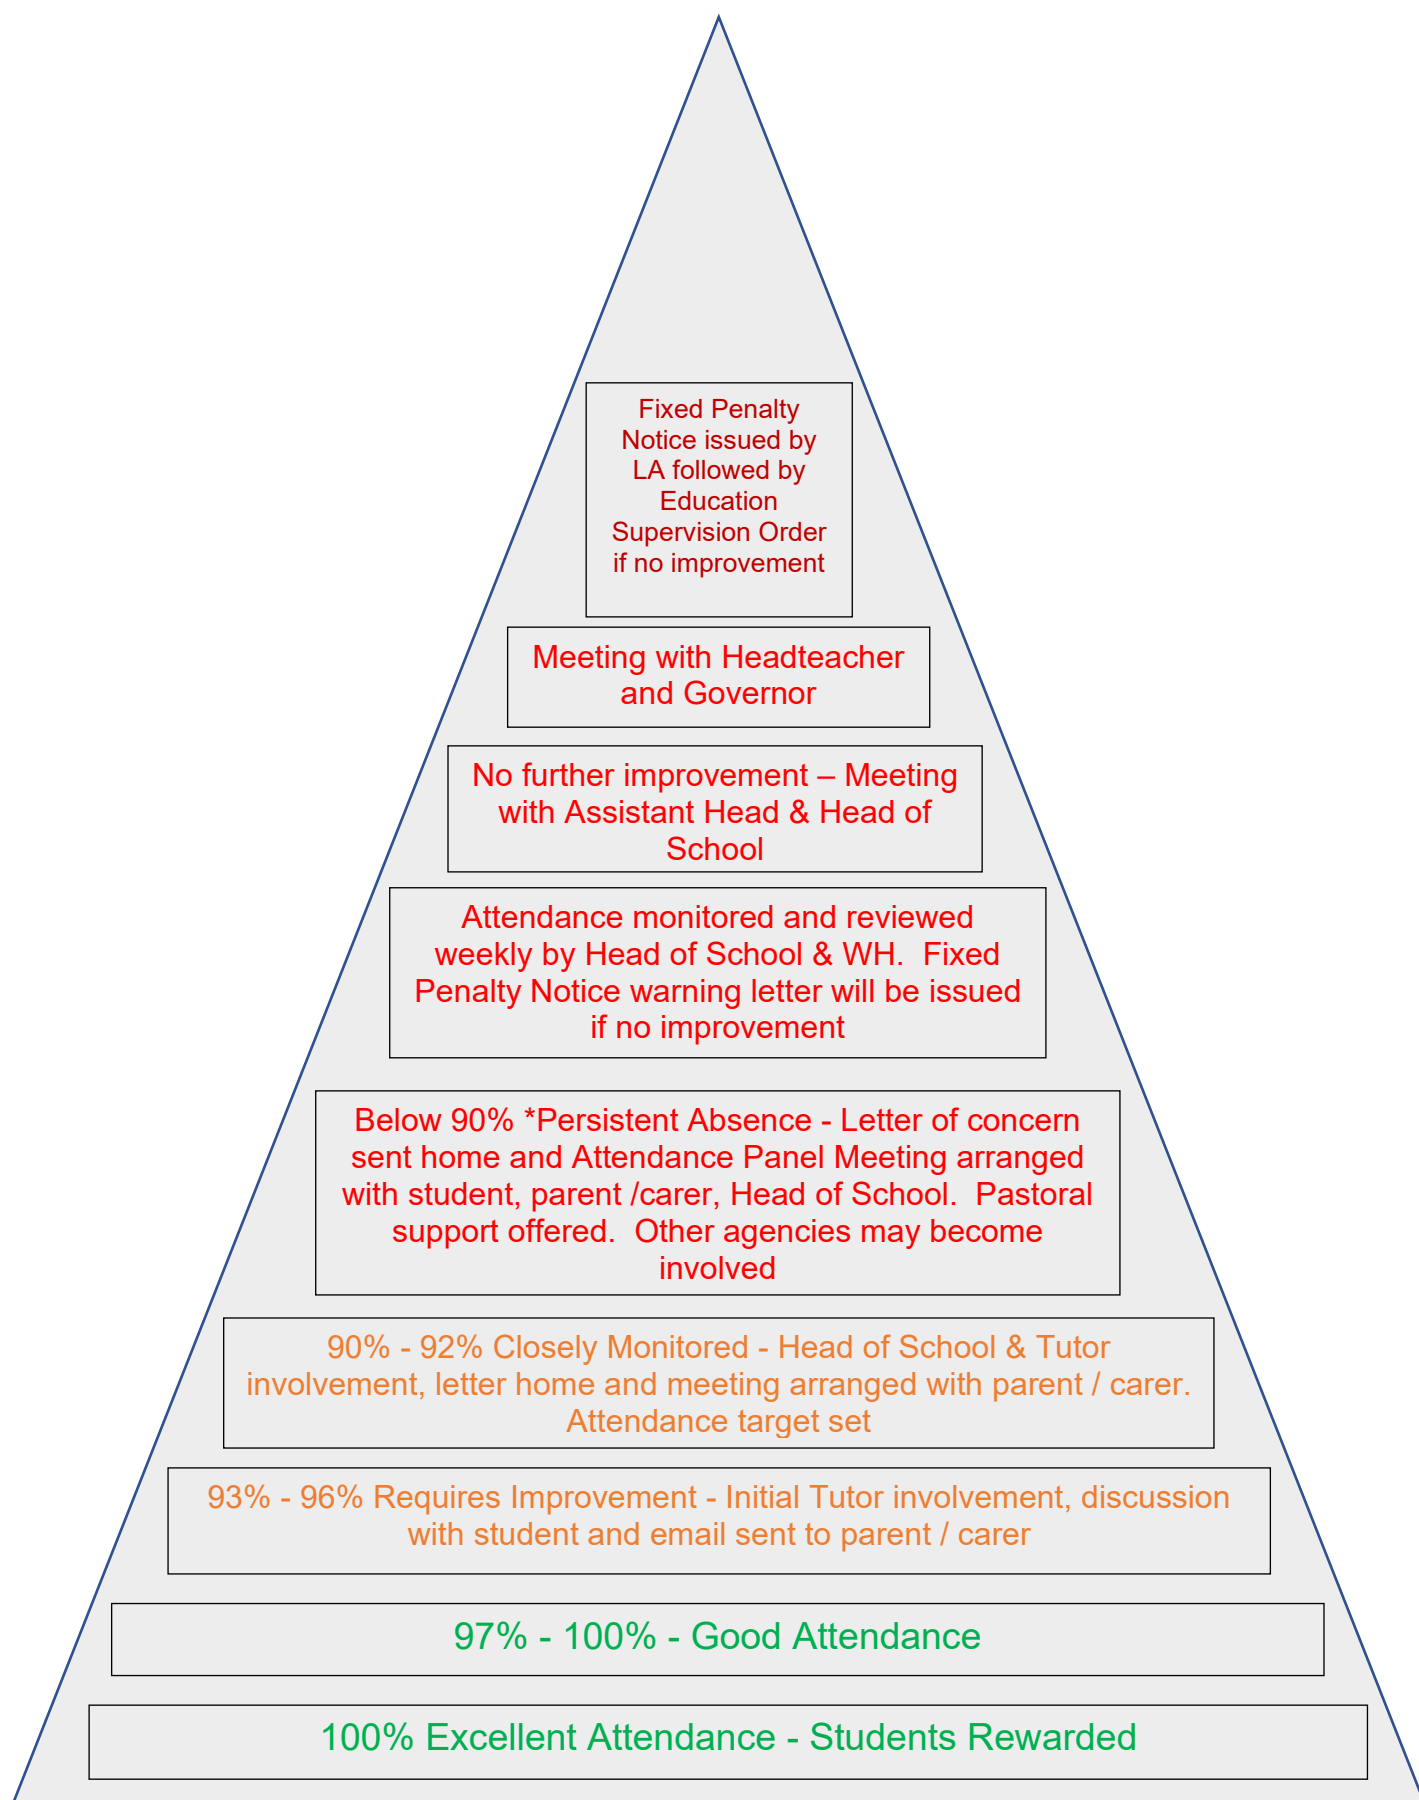 Fixed Penalty
Notice issued by
LA followed by
Education
Supervision Order
if no improvement
Meeting with Headteacher
and Governor
No further improvement – Meeting
with Assistant Head & Head of
School
Attendance monitored and reviewed
weekly by Head of School & WH.  Fixed
Penalty Notice warning letter will be issued
if no improvement
Below 90% *Persistent Absence - Letter of concern
sent home and Attendance Panel Meeting arranged
with student, parent /carer, Head of School.  Pastoral
support offered.  Other agencies may become
involved
90% - 92% Closely Monitored - Head of School & Tutor
involvement, letter home and meeting arranged with parent / carer.
Attendance target set
93% - 96% Requires Improvement - Initial Tutor involvement, discussion
with student and email sent to parent / carer
97% - 100% - Good Attendance
100% Excellent Attendance - Students Rewarded